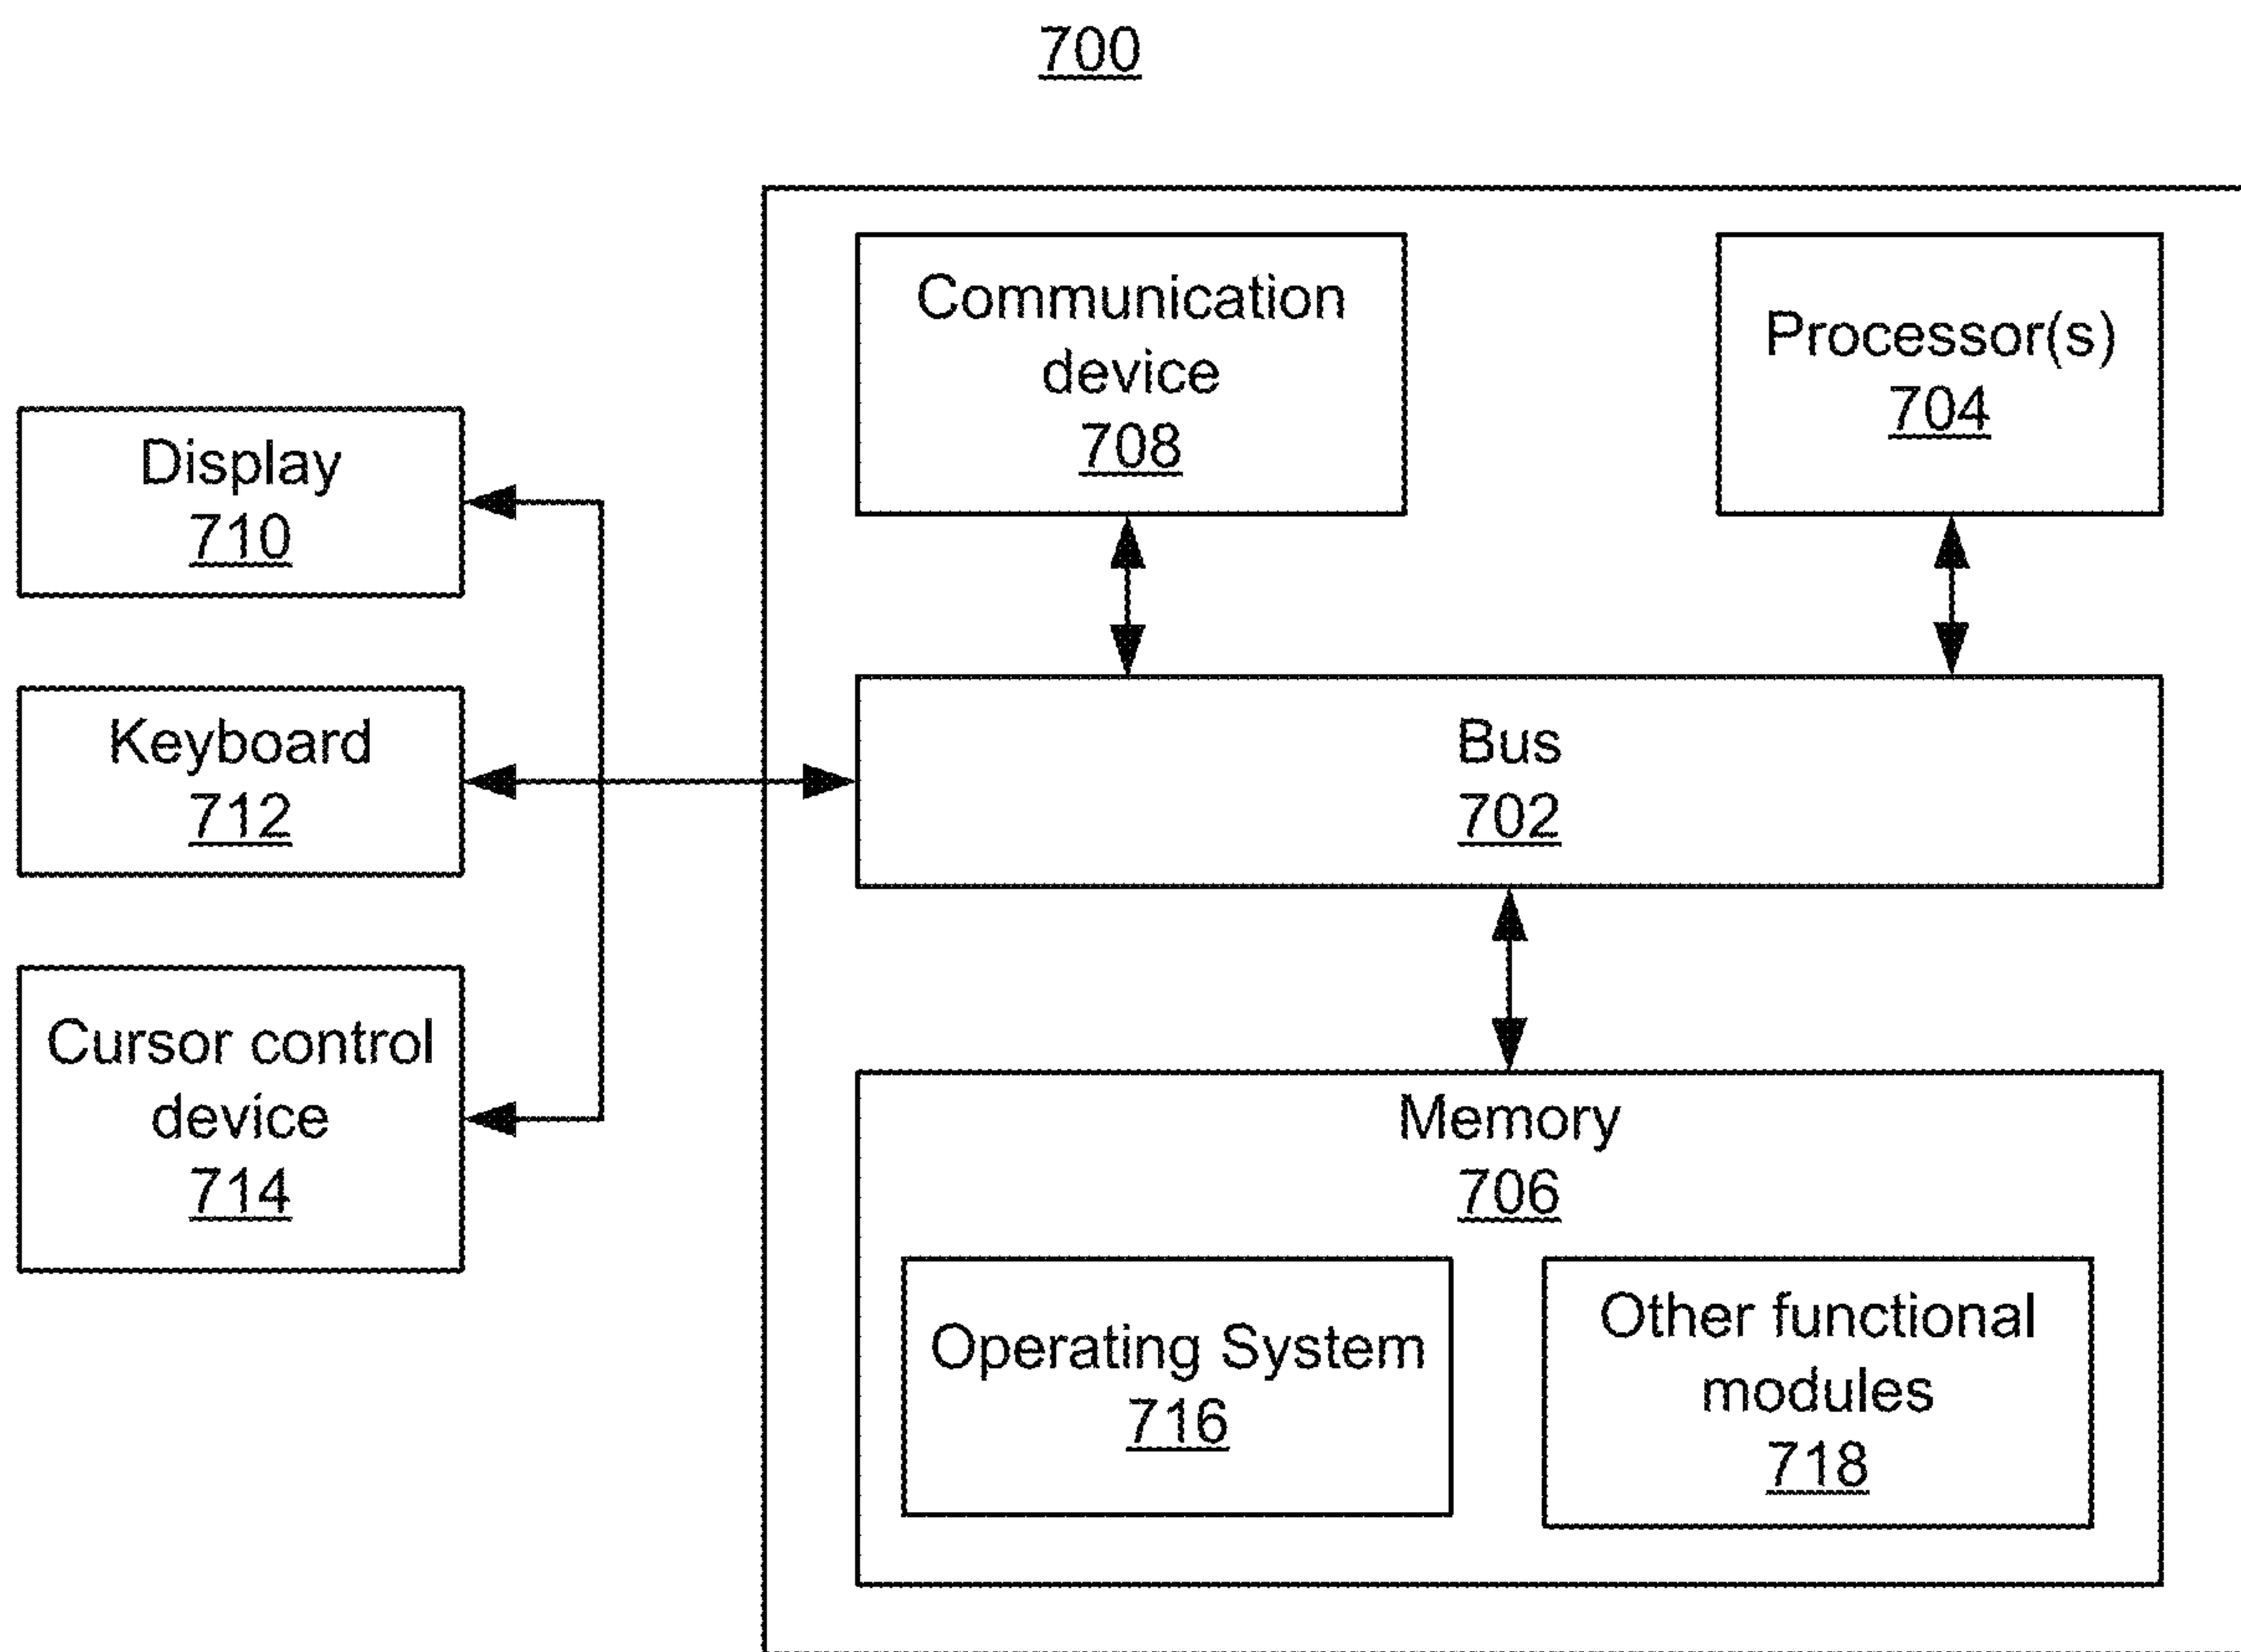 700
Communication
device
708
Processor(s)
704
Display
710
Keyboard
712
Bus
702
Cursor control
device
714
Memory
706
Operating System
716
Other functional
modules
718